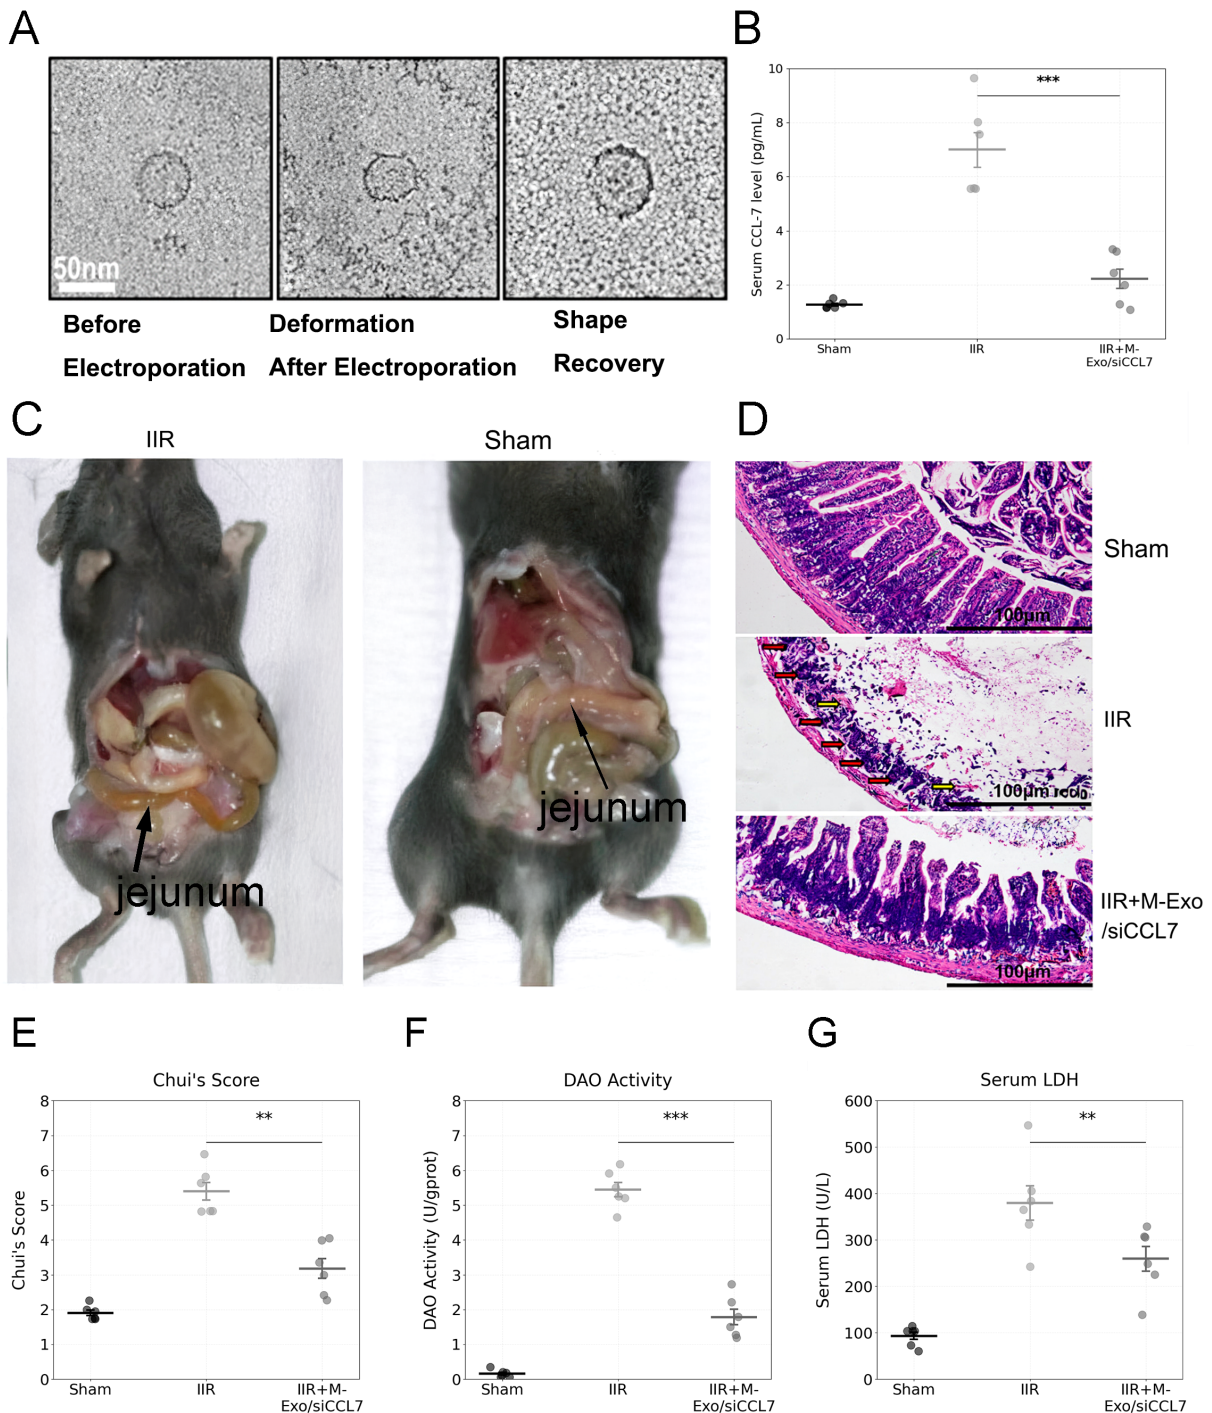 A
50nm
Before
Electroporation
Deformation
After Electroporation
Shape
Recovery
B
10
8
6
4
2
0
Serum CCL-7 level (pg/mL)
***
Sham
IIR
IIR+M-
Exo/siCCL7
C
IIR
Sham
jejunum
jejunum
D
100μm
Sham
100μm
IIR
100μm
IIR+M-Exo
/siCCL7
E
Chui's Score
8
7
6
5
4
3
2
1
0
Chui's Score
**
Sham
IIR
IIR+M-
Exo/siCCL7
F
DAO Activity
8
7
6
5
4
3
2
1
0
DAO Activity (U/gprot)
***
Sham
IIR
IIR+M-
Exo/siCCL7
G
Serum LDH
600
500
400
300
200
100
0
Serum LDH (U/L)
**
Sham
IIR
IIR+M-
Exo/siCCL7